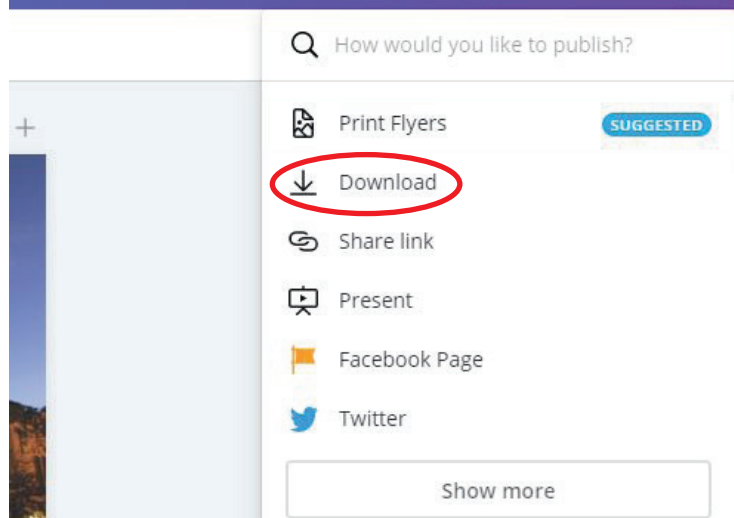 How would you like to publish?
Print Flyers SUGGESTED
Download
Share link
Present
Facebook Page
Twitter
Show more